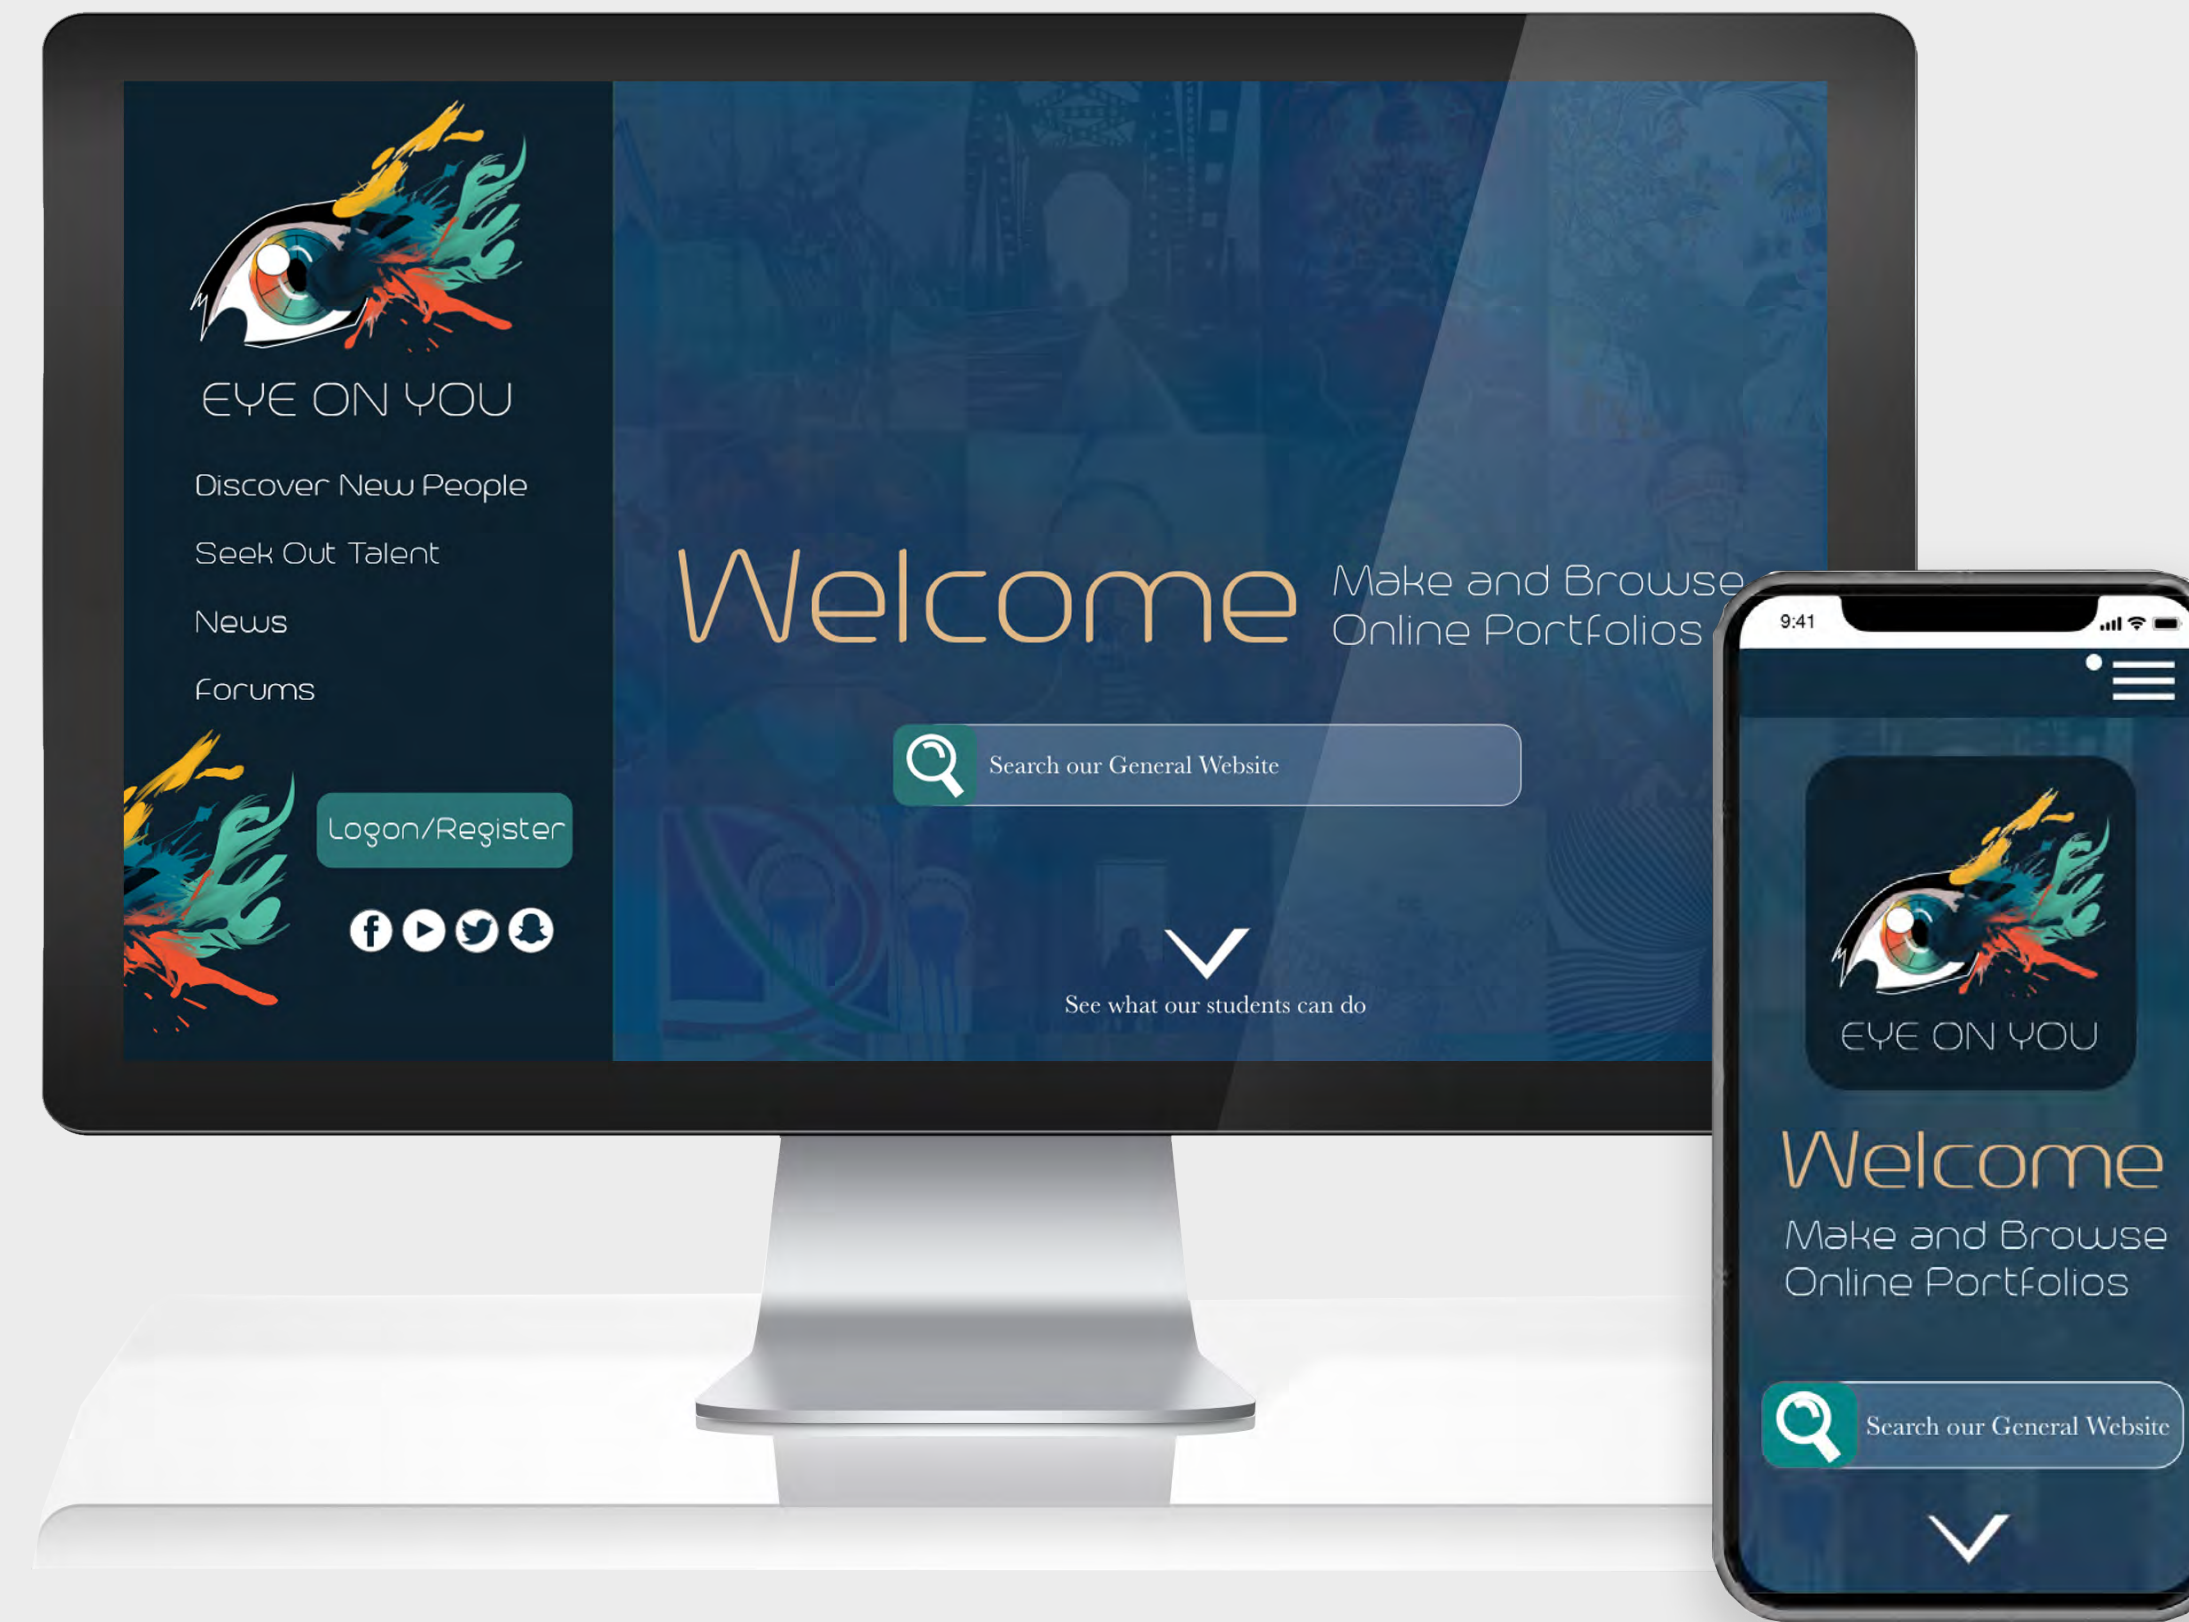 EYE ON YOU
Discover New People
Seek Out Talent
News
Forums
Logon/Register
Welcome
Make and Browse
Online Portfolios
Search our General Website
See what our students can do
9:41
EYE ON YOU
Welcome
Make and Browse
Online Portfolios
Search our General Website